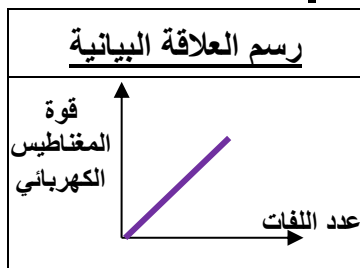 رسم العلاقة البيانية
قوة
المغناطيس
الكهربائي
عدد اللفات